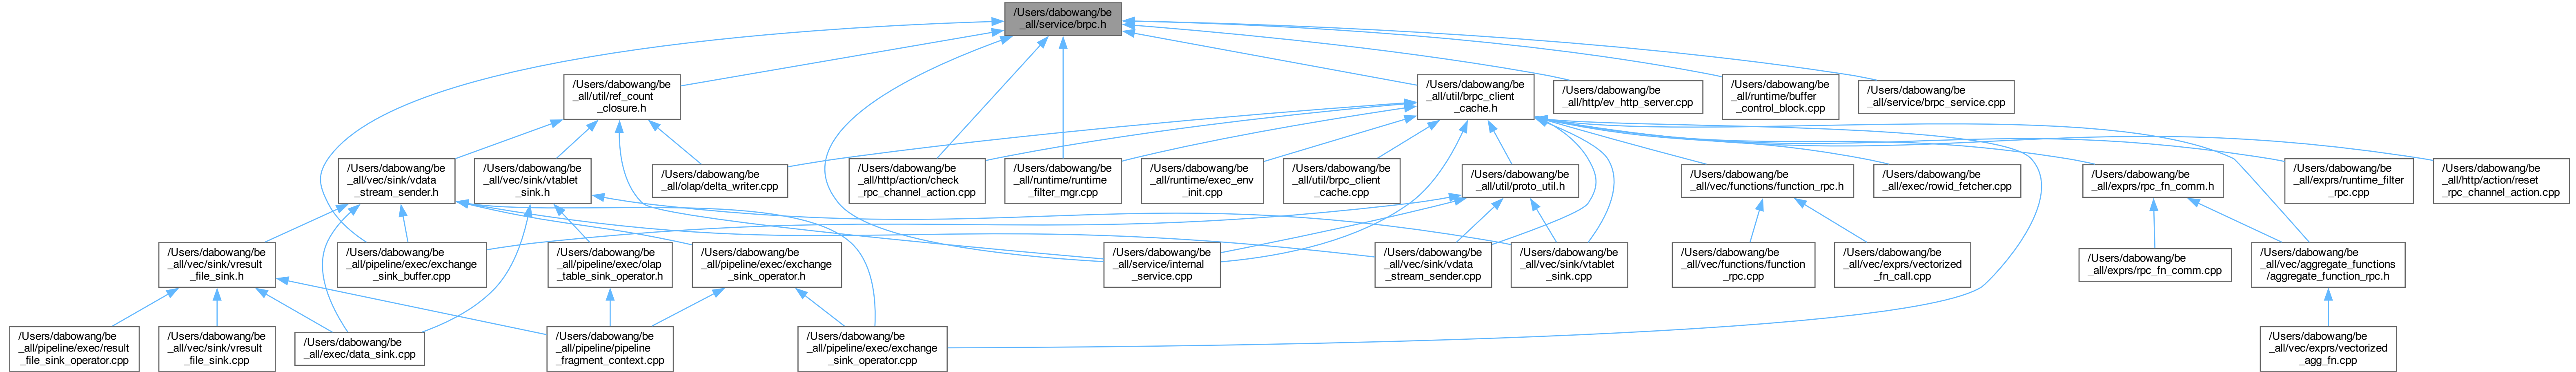 /Users/dabowang/be
_all/service/brpc.h
/Users/dabowang/be
_all/util/ref_count
_closure.h
/Users/dabowang/be
_all/util/brpc_client
_cache.h
/Users/dabowang/be
_all/http/ev_http_server.cpp
/Users/dabowang/be
_all/runtime/buffer
_control_block.cpp
/Users/dabowang/be
_all/service/brpc_service.cpp
/Users/dabowang/be
_all/vec/sink/vdata
_stream_sender.h
/Users/dabowang/be
_all/vec/sink/vtablet
_sink.h
/Users/dabowang/be
_all/olap/delta_writer.cpp
/Users/dabowang/be
_all/http/action/check
_rpc_channel_action.cpp
/Users/dabowang/be
_all/runtime/runtime
_filter_mgr.cpp
/Users/dabowang/be
_all/runtime/exec_env
_init.cpp
/Users/dabowang/be
_all/util/brpc_client
_cache.cpp
/Users/dabowang/be
_all/util/proto_util.h
/Users/dabowang/be
_all/vec/functions/function_rpc.h
/Users/dabowang/be
_all/exec/rowid_fetcher.cpp
/Users/dabowang/be
_all/exprs/rpc_fn_comm.h
/Users/dabowang/be
_all/exprs/runtime_filter
_rpc.cpp
/Users/dabowang/be
_all/http/action/reset
_rpc_channel_action.cpp
/Users/dabowang/be
_all/vec/sink/vresult
_file_sink.h
/Users/dabowang/be
_all/pipeline/exec/exchange
_sink_buffer.cpp
/Users/dabowang/be
_all/pipeline/exec/olap
_table_sink_operator.h
/Users/dabowang/be
_all/pipeline/exec/exchange
_sink_operator.h
/Users/dabowang/be
_all/service/internal
_service.cpp
/Users/dabowang/be
_all/vec/sink/vdata
_stream_sender.cpp
/Users/dabowang/be
_all/vec/sink/vtablet
_sink.cpp
/Users/dabowang/be
_all/vec/functions/function
_rpc.cpp
/Users/dabowang/be
_all/vec/exprs/vectorized
_fn_call.cpp
/Users/dabowang/be
_all/exprs/rpc_fn_comm.cpp
/Users/dabowang/be
_all/vec/aggregate_functions
/aggregate_function_rpc.h
/Users/dabowang/be
_all/pipeline/exec/result
_file_sink_operator.cpp
/Users/dabowang/be
_all/vec/sink/vresult
_file_sink.cpp
/Users/dabowang/be
_all/exec/data_sink.cpp
/Users/dabowang/be
_all/pipeline/pipeline
_fragment_context.cpp
/Users/dabowang/be
_all/pipeline/exec/exchange
_sink_operator.cpp
/Users/dabowang/be
_all/vec/exprs/vectorized
_agg_fn.cpp